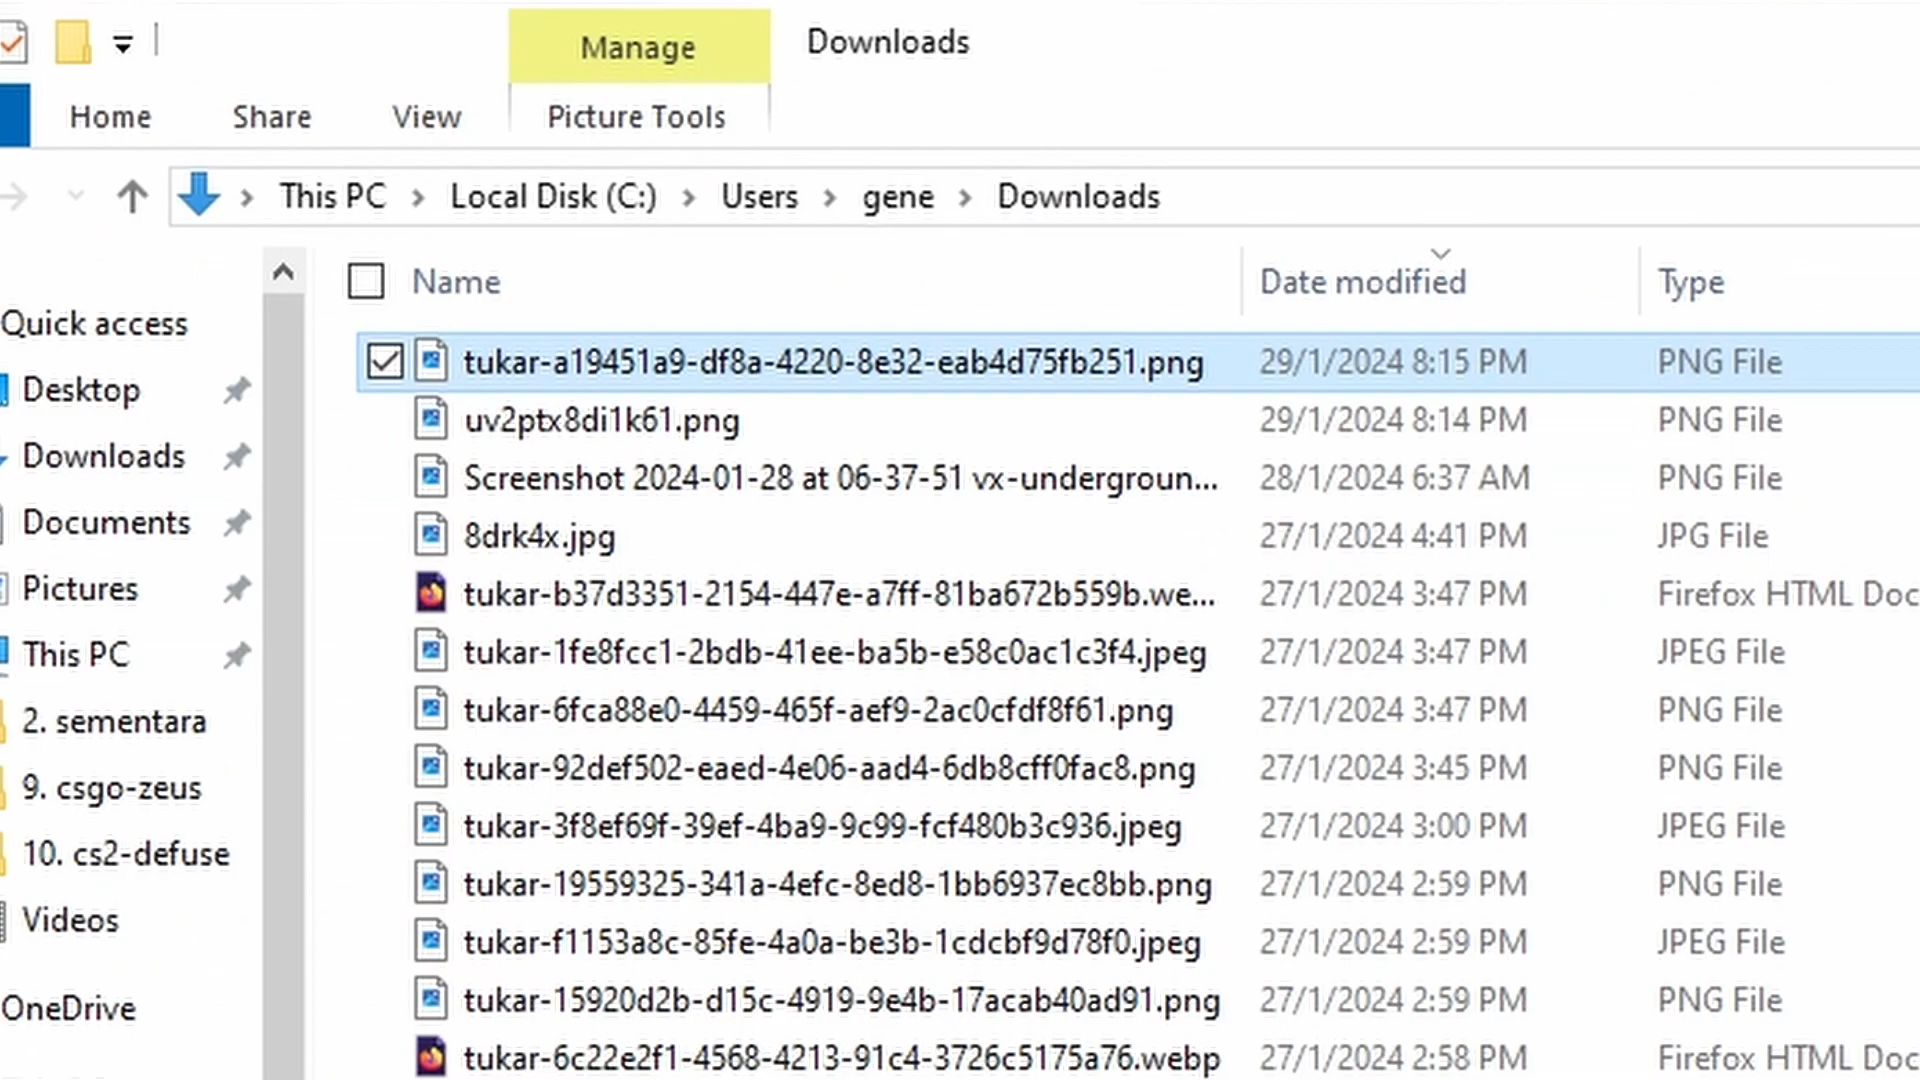 Manage
Downloads
Home
Share
View
Picture Tools
This PC
Local Disk (C:)
Users
gene
Downloads
Name
Date modified
Type
Quick access
Desktop
Downloads
Documents
Pictures
This PC
2. sementara
9. csgo-zeus
10. cs2-defuse
Videos
OneDrive
tukar-a19451a9-df8a-4220-8e32-eab4d75fb251.png 29/1/2024 8:15 PM PNG File
uv2ptx8di1k61.png 29/1/2024 8:14 PM PNG File
Screenshot 2024-01-28 at 06-37-51 vx-undergroun... 28/1/2024 6:37 AM PNG File
8drk4x.jpg 27/1/2024 4:41 PM JPG File
tukar-b37d3351-2154-447e-a7ff-81ba672b559b.we... 27/1/2024 3:47 PM Firefox HTML Doc
tukar-1fe8fcc1-2bdb-41ee-ba5b-e58c0ac1c3f4.jpeg 27/1/2024 3:47 PM JPEG File
tukar-6fca88e0-4459-465f-aef9-2ac0cfdf8f61.png 27/1/2024 3:47 PM PNG File
tukar-92def502-eaed-4e06-aad4-6db8cff0fac8.png 27/1/2024 3:45 PM PNG File
tukar-3f8ef69f-39ef-4ba9-9c99-fcf480b3c936.jpeg 27/1/2024 3:00 PM JPEG File
tukar-19559325-341a-4efc-8ed8-1bb6937ec8bb.png 27/1/2024 2:59 PM PNG File
tukar-f1153a8c-85fe-4a0a-be3b-1cdcbf9d78f0.jpeg 27/1/2024 2:59 PM JPEG File
tukar-15920d2b-d15c-4919-9e4b-17acab40ad91.png 27/1/2024 2:59 PM PNG File
tukar-6c22e2f1-4568-4213-91c4-3726c5175a76.webp 27/1/2024 2:58 PM Firefox HTML Doc